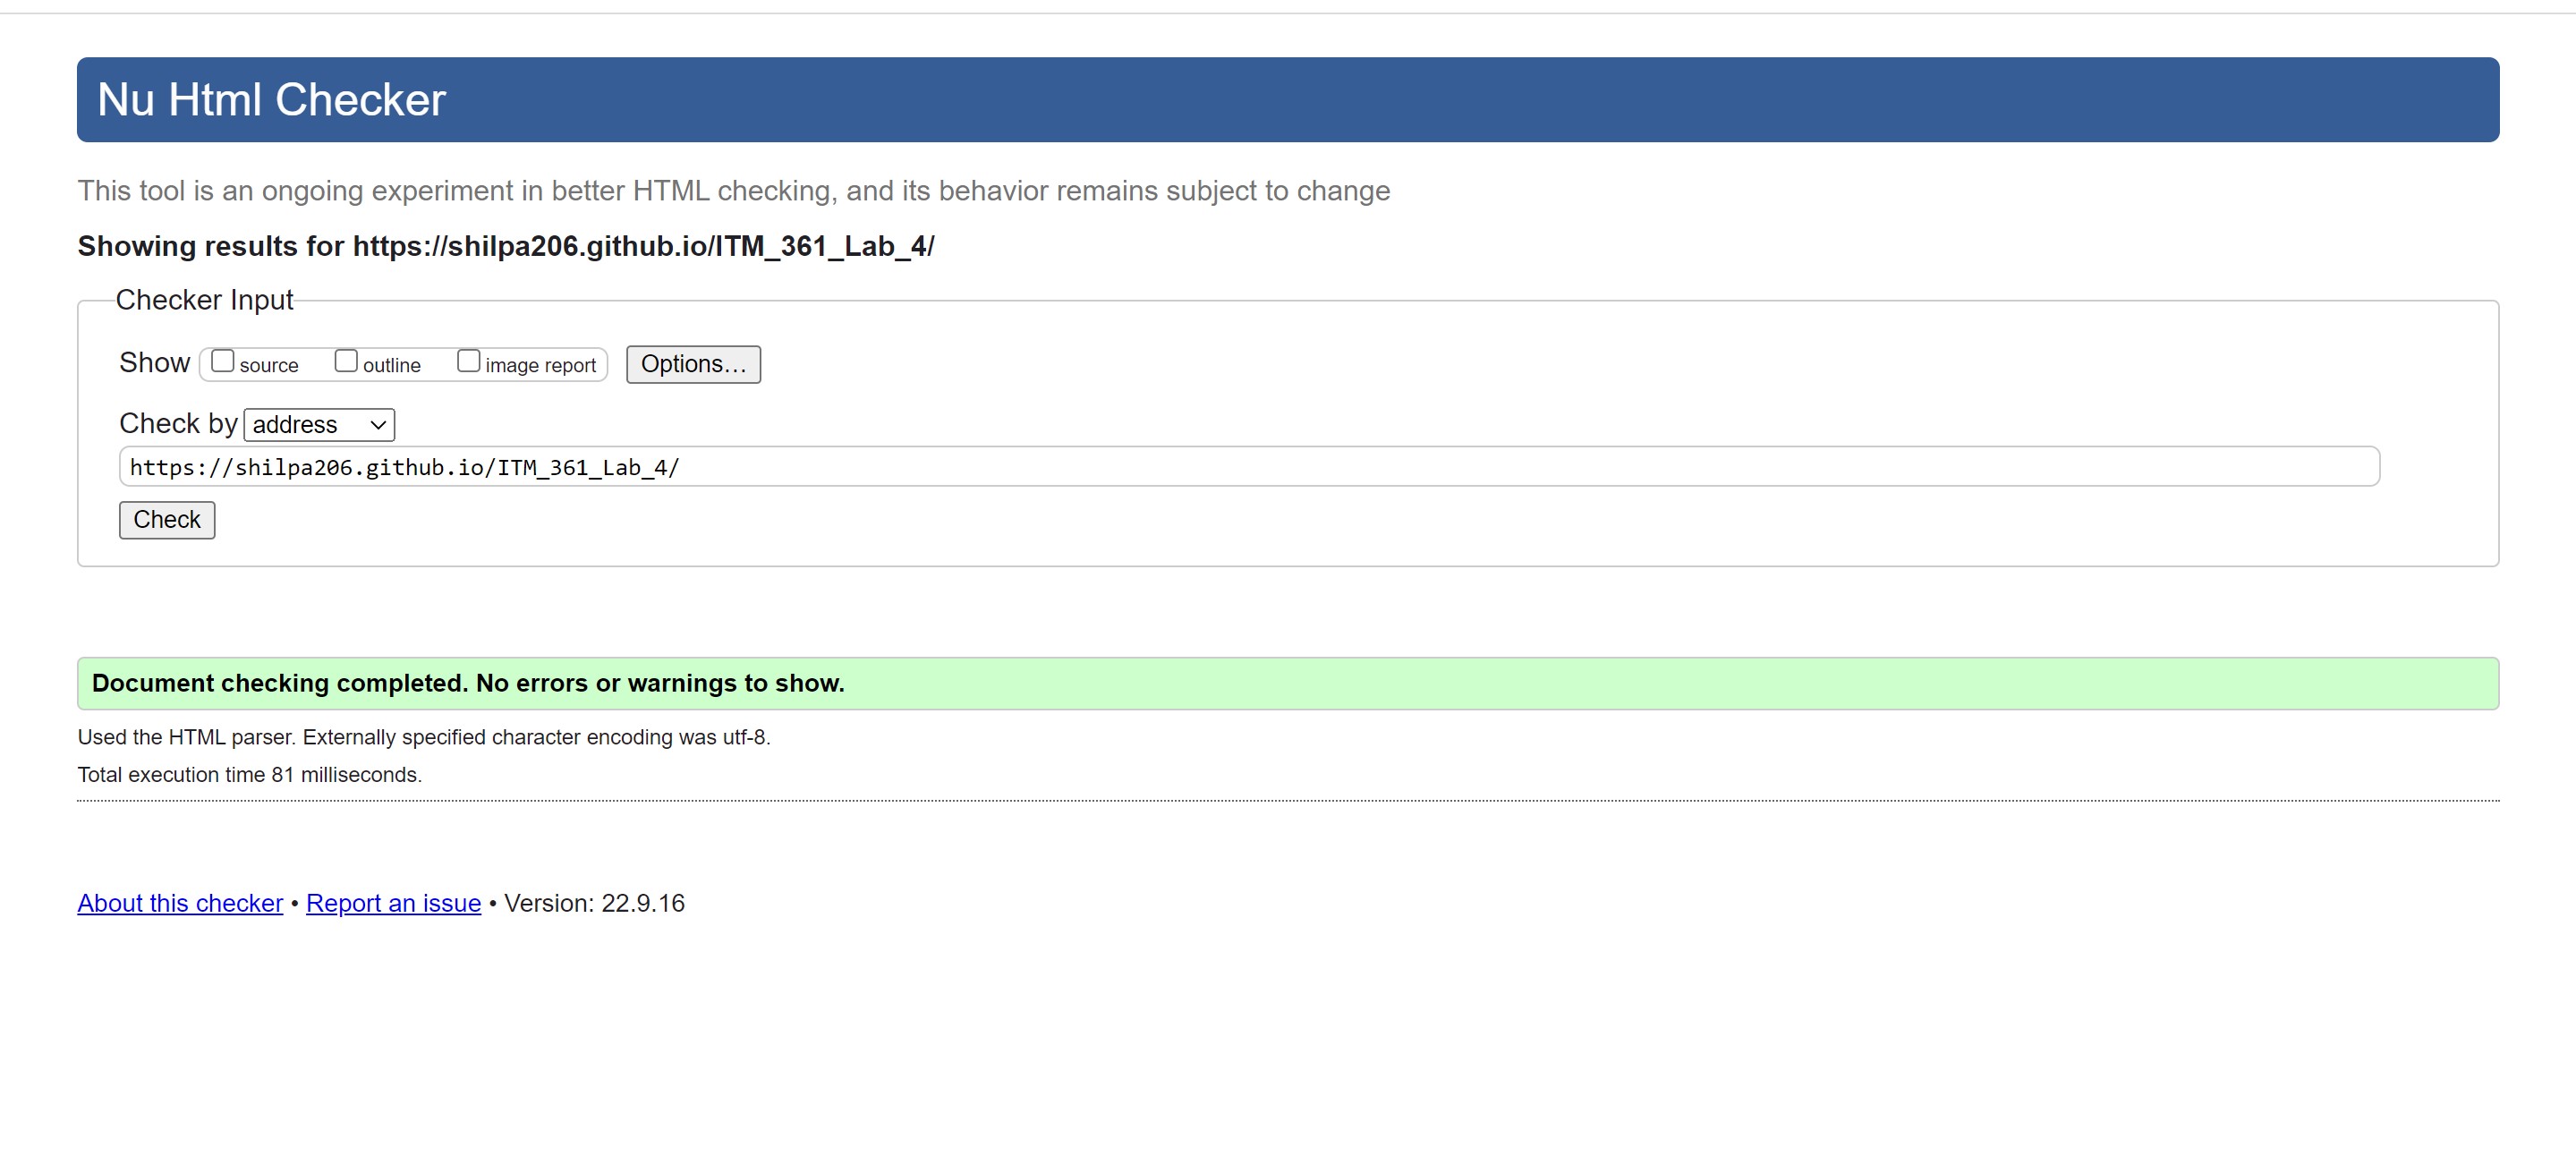 Nu Html Checker
This tool is an ongoing experiment in better HTML checking, and its behavior remains subject to change
Showing results for https://shilpa206.github.io/ITM_361_Lab_4/
Checker Input
Show source outline image report Options...
Check by address
https://shilpa206.github.io/ITM_361_Lab_4/
Check
Document checking completed. No errors or warnings to show.
Used the HTML parser. Externally specified character encoding was utf-8.
Total execution time 81 milliseconds.
About this checker • Report an issue • Version: 22.9.16